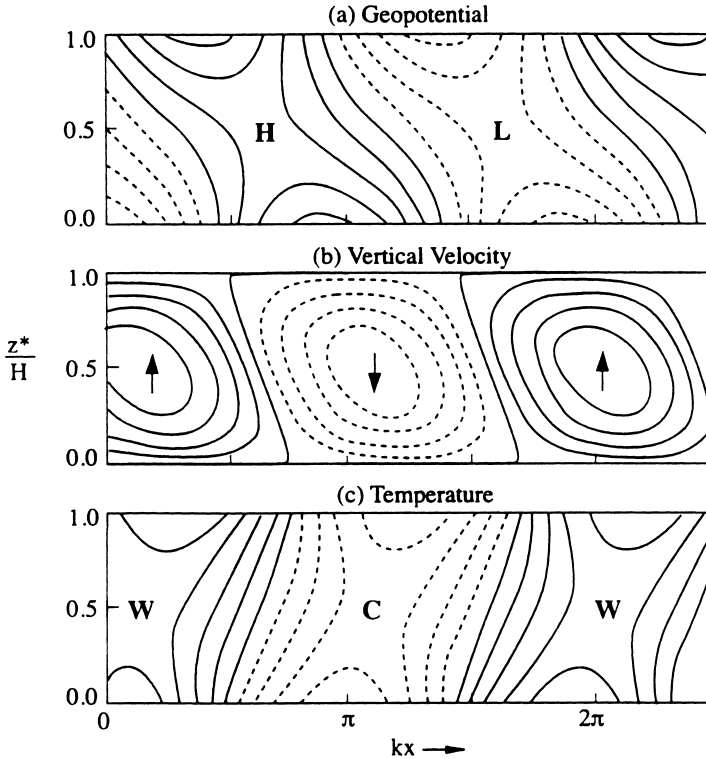 (a) Geopotential
1.0
0.5
0.0
H
L
(b) Vertical Velocity
1.0
0.5
0.0
z*
H
(c) Temperature
1.0
0.5
0.0
W
C
W
0
π
2π
kx